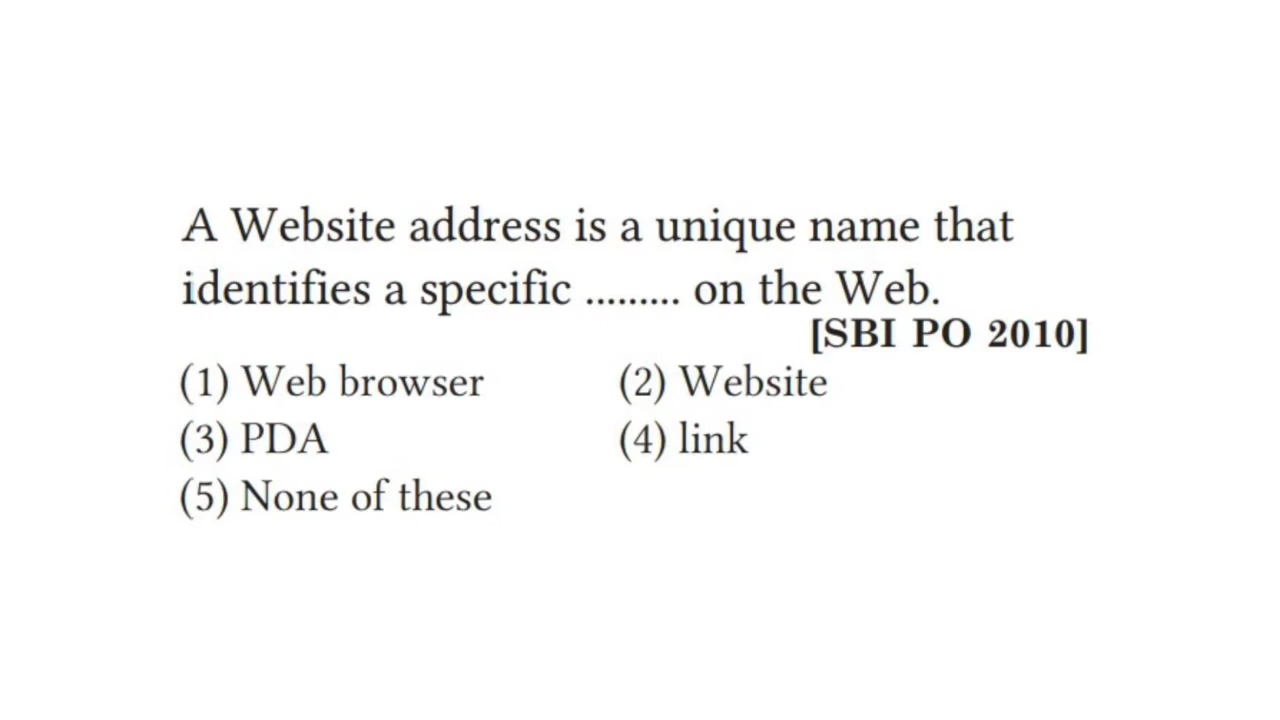 A Website address is a unique name that
identifies a specific ......... on the Web.
[SBI PO 2010]
(1) Web browser (2) Website
(3) PDA (4) link
(5) None of these